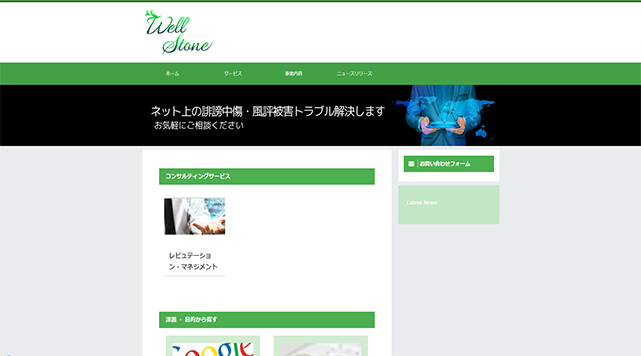 Well
Stone
ホーム
サービス
事業内容
ニュースリリース
ネット上の誹謗中傷・風評被害トラブル解決します
お気軽にご相談ください
お問い合わせフォーム
コンサルティングサービス
Latest News
レピュテーショ
ン・マネジメント
課題 ・ 目的から探す
Google